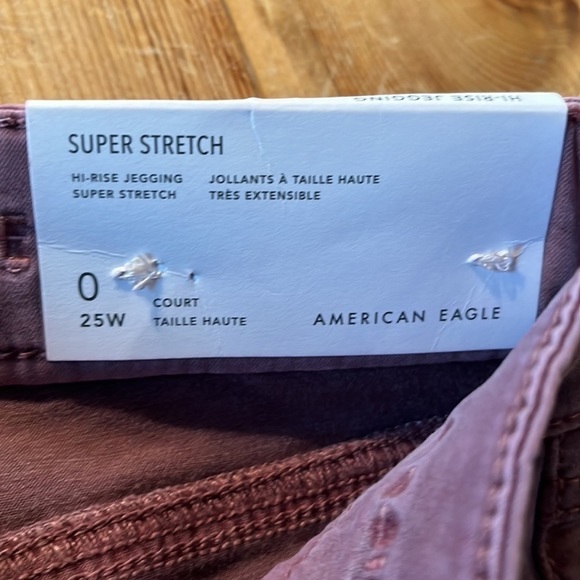 HI-RISE JEGGING
SUPER STRETCH
HI-RISE JEGGING JOLLANTS À TAILLE HAUTE
SUPER STRETCH TRÈS EXTENSIBLE
0
COURT
25W TAILLE HAUTE
AMERICAN EAGLE